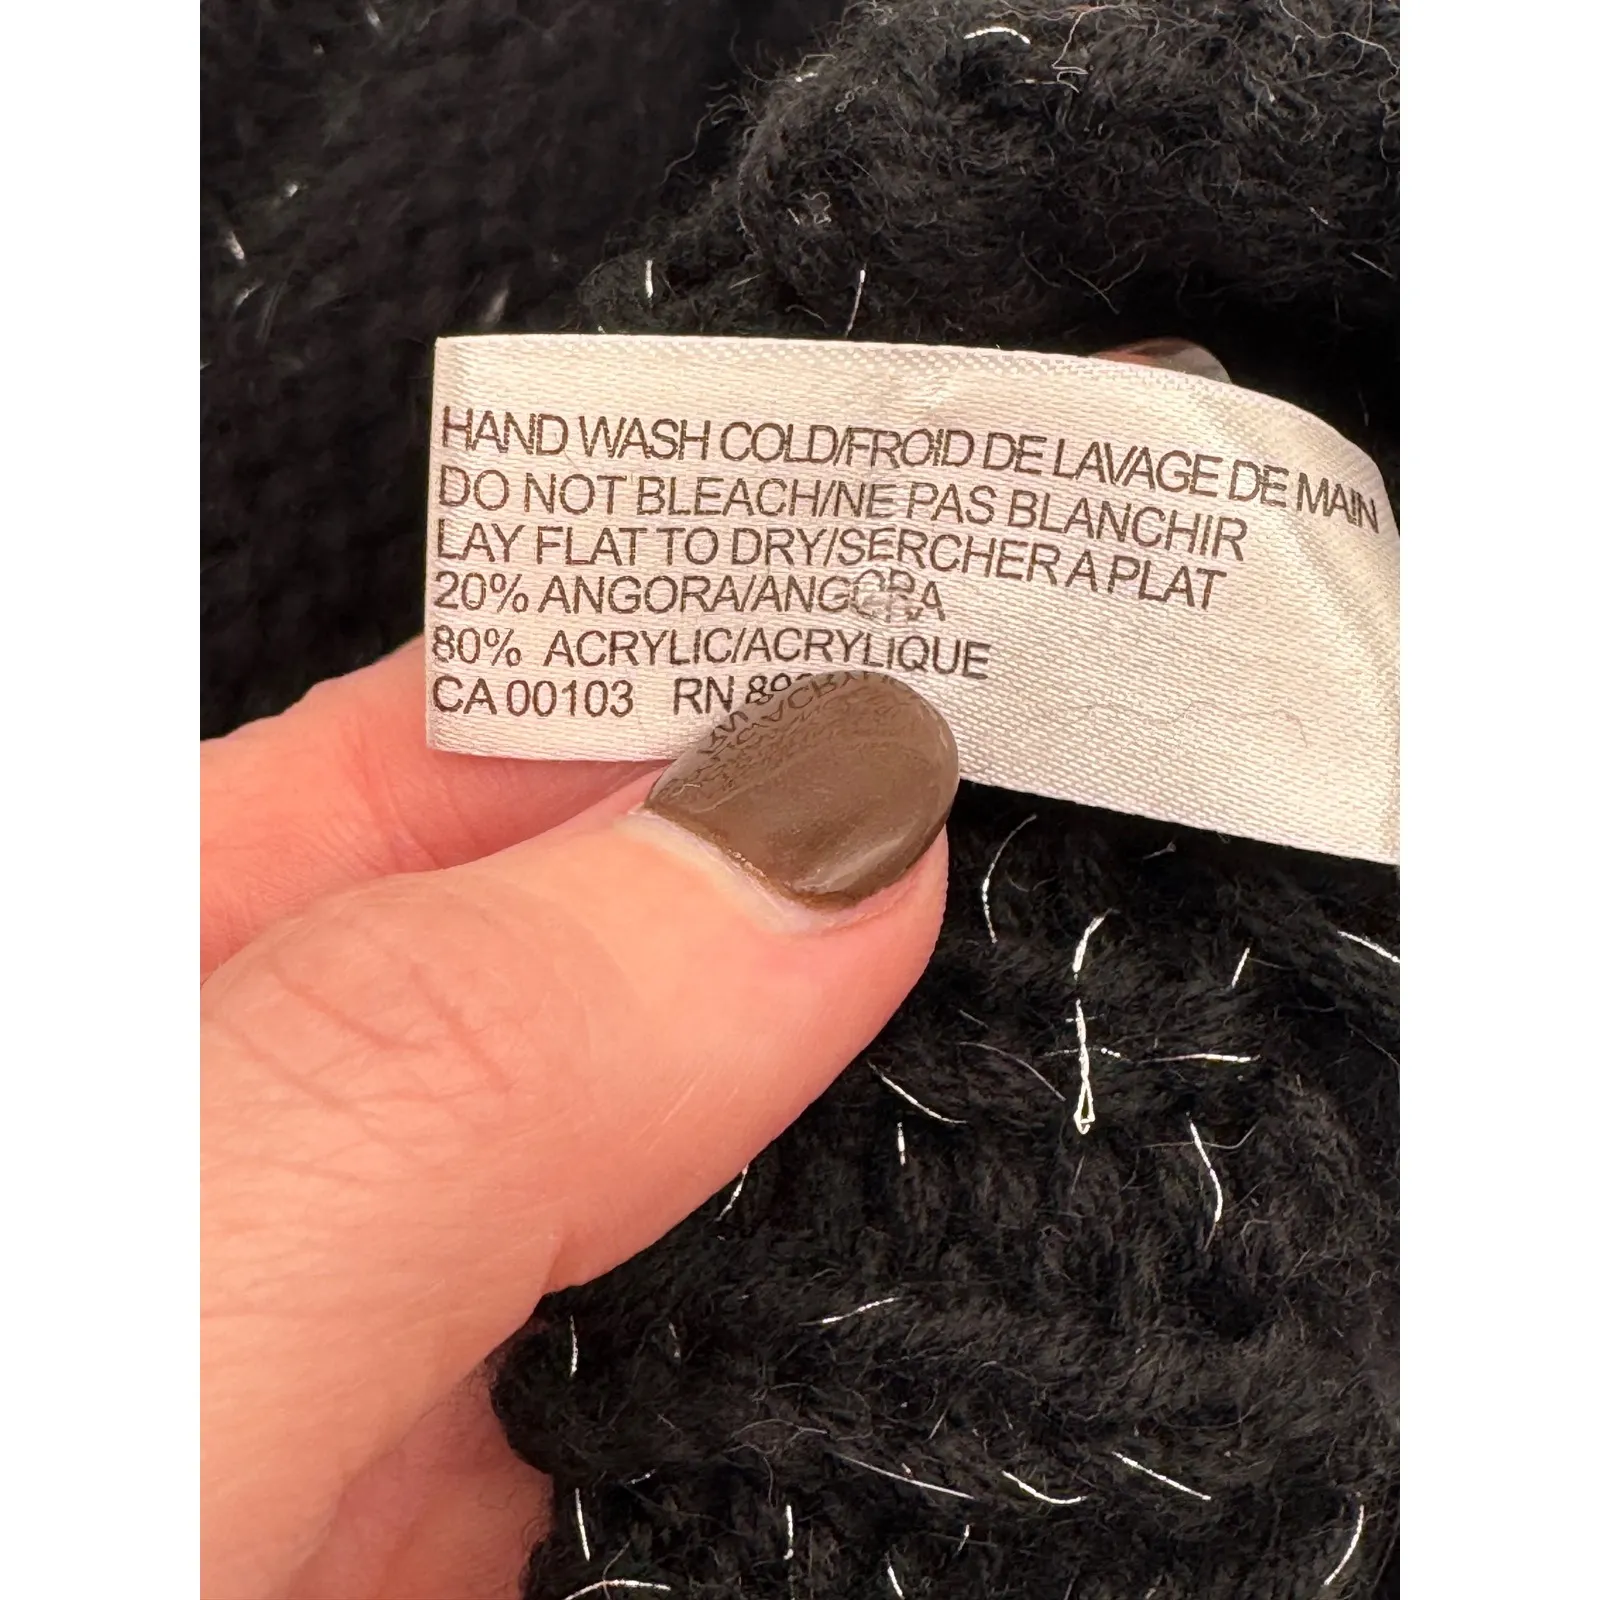 HAND WASH COLD/FROID DE LAVAGE DE MAIN
DO NOT BLEACH/NE PAS BLANCHIR
LAY FLAT TO DRY/SERCHER A PLAT
20% ANGORA/ANGORA
80% ACRYLIC/ACRYLIQUE
CA 00103 RN